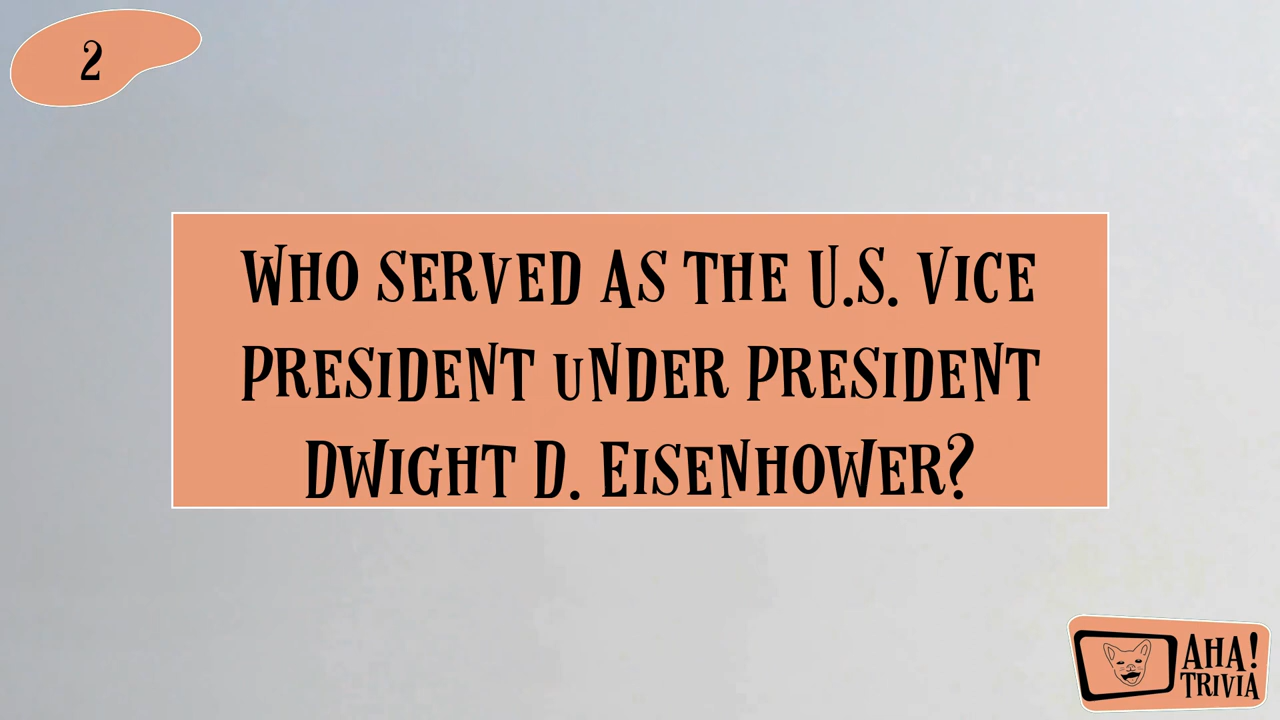 2
WHO SERVED AS THE U.S. VICE
PRESIDENT UNDER PRESIDENT
DWIGHT D. EISENHOWER?
AHA!
TRIVIA